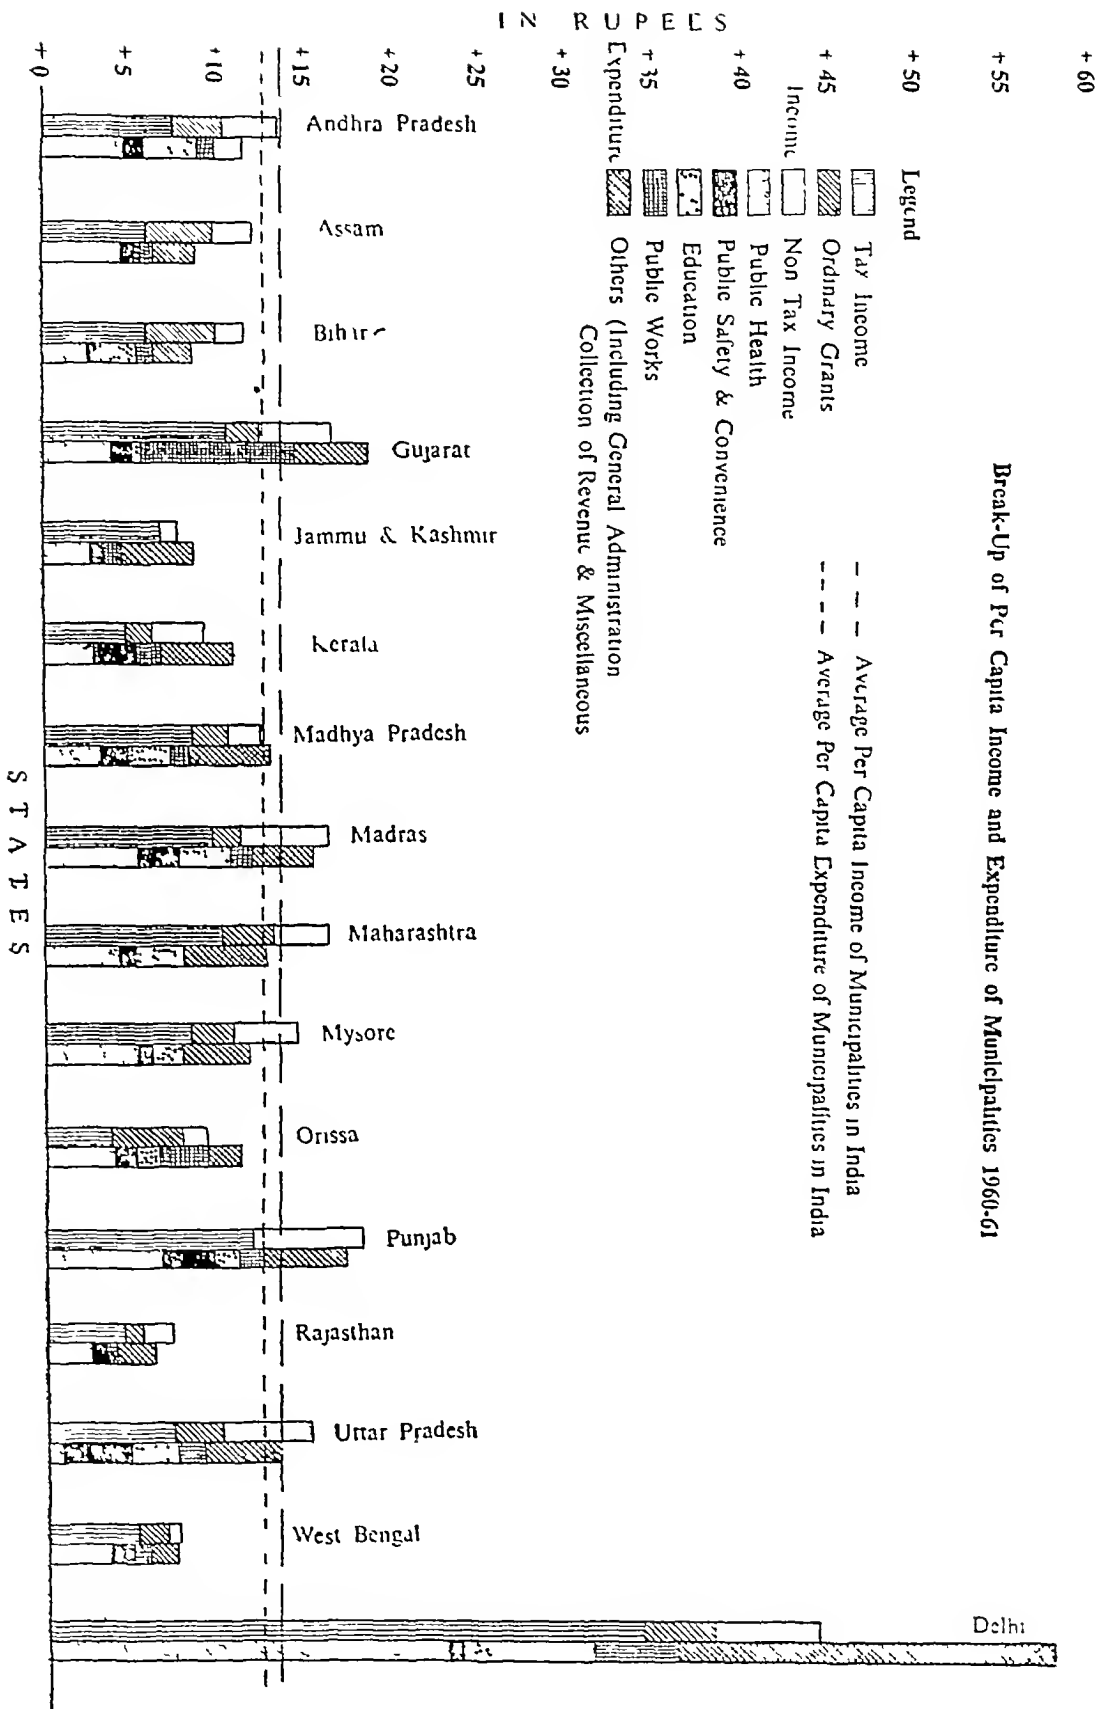 Break-Up of Per Capita Income and Expenditure of Municipalities 1960-61
— — — Average Per Capita Income of Municipalities in India
- - - - Average Per Capita Expenditure of Municipalities in India
Legend
Income
Tax Income
Ordinary Grants
Non Tax Income
Expenditure
Public Health
Public Safety & Convenience
Education
Public Works
Others (Including General Administration
Collection of Revenue & Miscellaneous
IN RUPEES
+60
+55
+50
+45
+40
+35
+30
+25
+20
+15
+10
+5
+0
Andhra Pradesh
Assam
Bihar
Gujarat
Jammu & Kashmir
Kerala
Madhya Pradesh
Madras
Maharashtra
Mysore
Orissa
Punjab
Rajasthan
Uttar Pradesh
West Bengal
Delhi
STATES